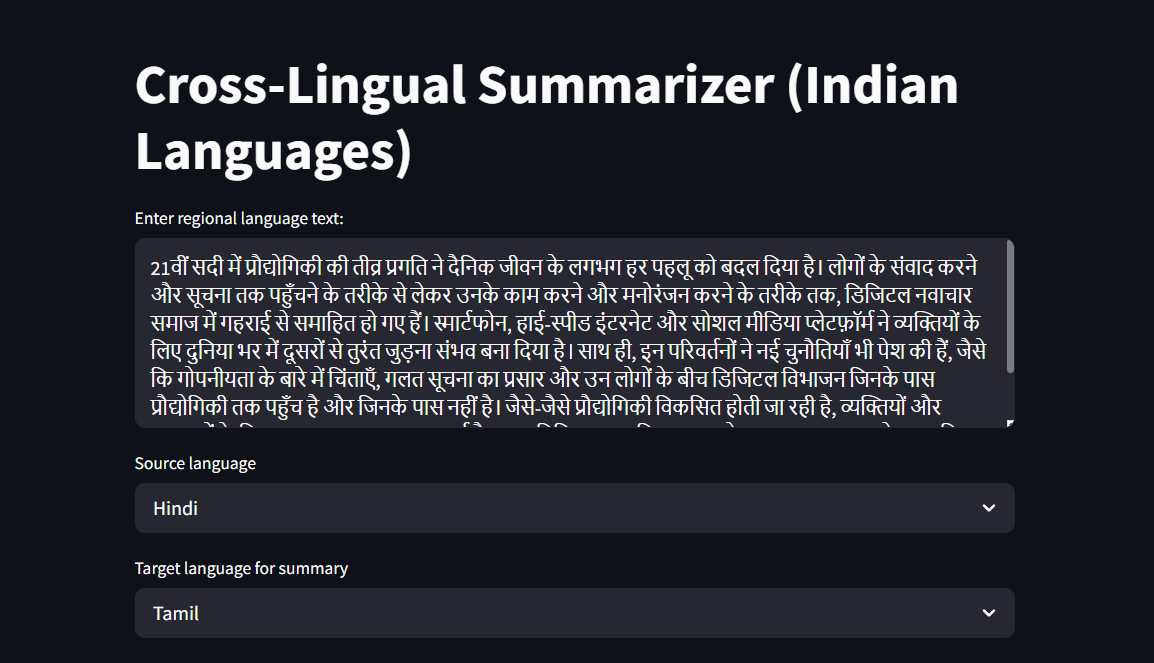 Cross-Lingual Summarizer (Indian
Languages)
Enter regional language text:
21वीं सदी में प्रौद्योगिकी की तीव्र प्रगति ने दैनिक जीवन के लगभग हर पहलू को बदल दिया है। लोगों के संवाद करने
और सूचना तक पहुँचने के तरीके से लेकर उनके काम करने और मनोरंजन करने के तरीके तक, डिजिटल नवाचार
समाज में गहराई से समाहित हो गए हैं। स्मार्टफोन, हाई-स्पीड इंटरनेट और सोशल मीडिया प्लेटफ़ॉर्म ने व्यक्तियों के
लिए दुनिया भर में दूसरों से तुरंत जुड़ना संभव बना दिया है। साथ ही, इन परिवर्तनों ने नई चुनौतियाँ भी पेश की हैं, जैसे
कि गोपनीयता के बारे में चिंताएँ, गलत सूचना का प्रसार और उन लोगों के बीच डिजिटल विभाजन जिनके पास
प्रौद्योगिकी तक पहुँच है और जिनके पास नहीं है। जैसे-जैसे प्रौद्योगिकी विकसित होती जा रही है, व्यक्तियों और
Source language
Hindi
Target language for summary
Tamil